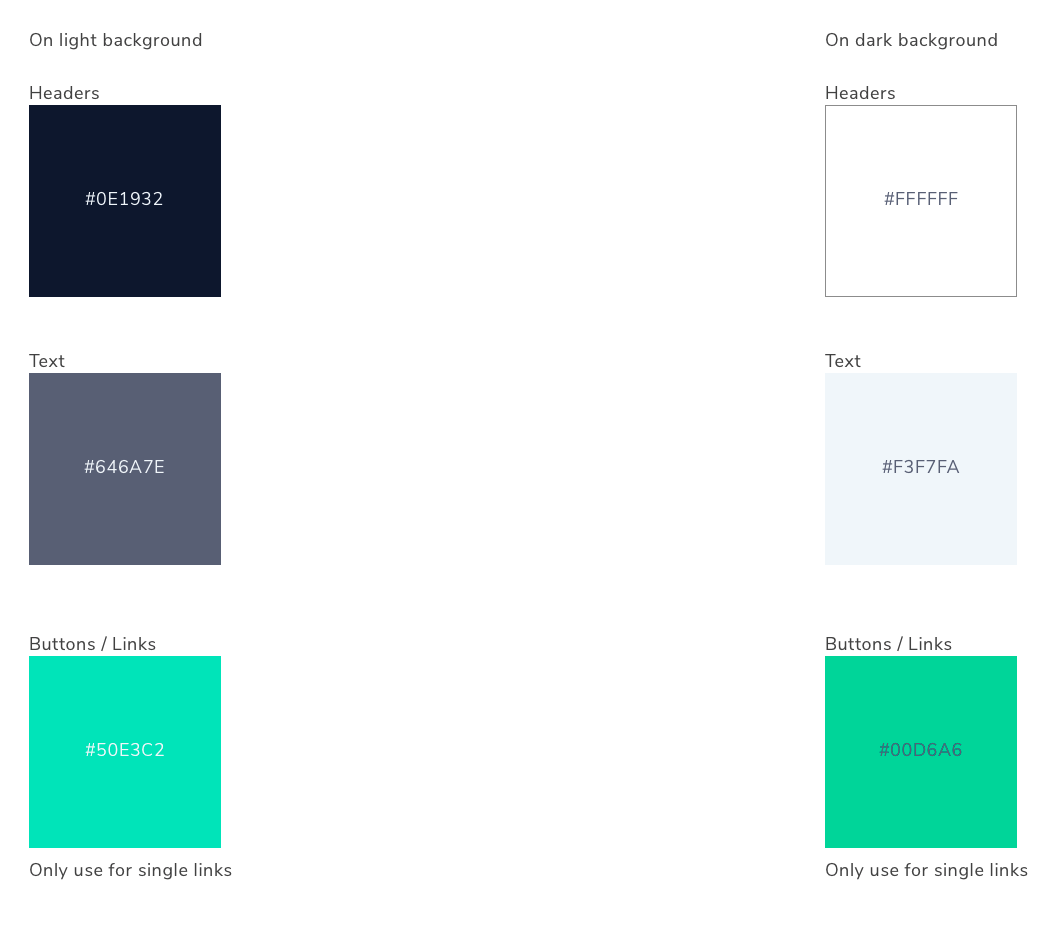 On light background
Headers
#0E1932
Text
#646A7E
Buttons / Links
#50E3C2
Only use for single links
On dark background
Headers
#FFFFFF
Text
#F3F7FA
Buttons / Links
#00D6A6
Only use for single links